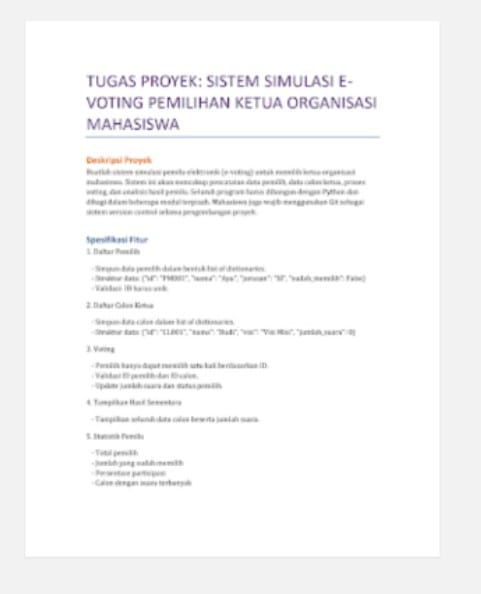 TUGAS PROYEK: SISTEM SIMULASI E-
VOTING PEMILIHAN KETUA ORGANISASI
MAHASISWA
Deskripsi Proyek
Buatlah sistem simulasi pemilu elektronik (e-voting) untuk memilih ketua organisasi
mahasiswa. Sistem ini akan mencakup pencatatan data pemilih, data calon ketua, proses
voting, dan analisis hasil pemilu. Seluruh program harus dibangun dengan Python dan
dibagi dalam beberapa modul terpisah. Mahasiswa juga wajib menggunakan Git sebagai
sistem version control selama pengembangan proyek.
Spesifikasi Fitur
1. Daftar Pemilih
- Simpan data pemilih dalam bentuk list of dictionaries.
- Struktur data: {"id": "PM001", "nama": "Ayu", "jurusan": "SI", "sudah_memilih": False}
- Validasi: ID harus unik.
2. Daftar Calon Ketua
- Simpan data calon dalam list of dictionaries.
- Struktur data: {"id": "CL001", "nama": "Budi", "visi": "Visi Misi", "jumlah_suara": 0}
3. Voting
- Pemilih hanya dapat memilih satu kali berdasarkan ID.
- Validasi ID pemilih dan ID calon.
- Update jumlah suara dan status pemilih.
4. Tampilkan Hasil Sementara
- Tampilkan seluruh data calon beserta jumlah suara.
5. Statistik Pemilu
- Total pemilih
- Jumlah yang sudah memilih
- Persentase partisipasi
- Calon dengan suara terbanyak